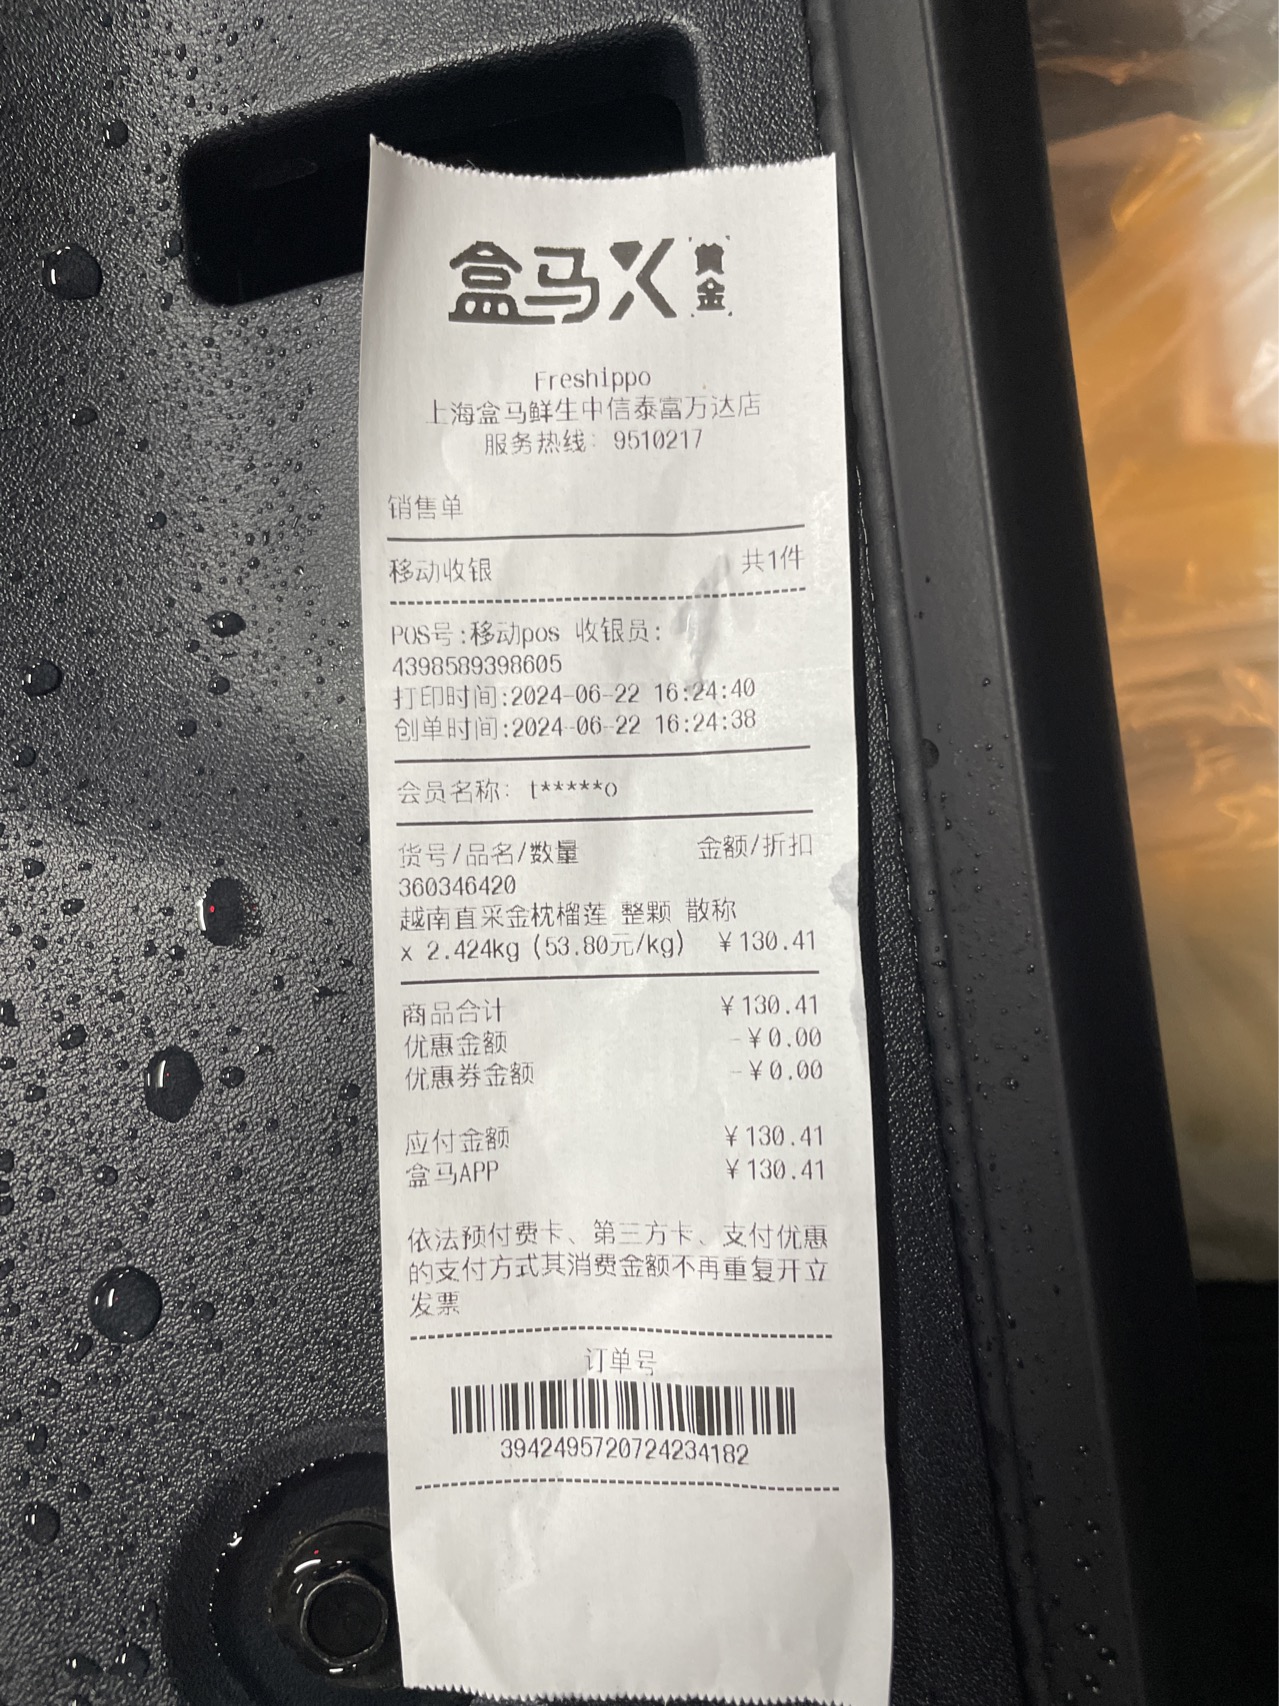 盒马X 黄金
Freshippo
上海盒马鲜生中信泰富万达店
服务热线: 9510217
销售单
移动收银 共1件
POS号:移动pos 收银员:
4398589398605
打印时间:2024-06-22 16:24:40
创单时间:2024-06-22 16:24:38
会员名称: t*****o
货号/品名/数量 金额/折扣
360346420
越南直采金枕榴莲 整颗 散称
x 2.424kg (53.80元/kg) ¥130.41
商品合计 ¥130.41
优惠金额 -¥0.00
优惠券金额 -¥0.00
应付金额 ¥130.41
盒马APP ¥130.41
依法预付费卡、第三方卡、支付优惠
的支付方式其消费金额不再重复开立
发票
订单号
3942495720724234182